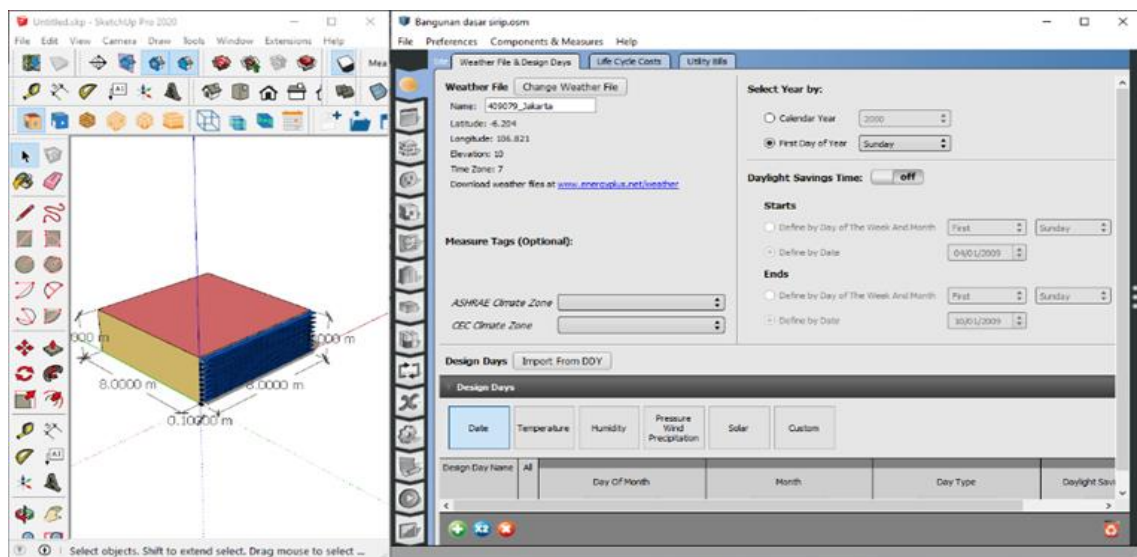 Untitled.skp - SketchUp Pro 2020
File Edit View Camera Draw Tools Window Extensions Help
Mea
8.0000 m
8.0000 m
0.10000 m
Select objects. Shift to extend select. Drag mouse to select ...
Bangunan dasar sirip.osm
File Preferences Components & Measures Help
Site Weather File & Design Days Life Cycle Costs Utility Bills
Weather File Change Weather File
Name: 409079_Jakarta
Latitude: -6.204
Longitude: 106.821
Elevation: 10
Time Zone: 7
Download weather files at www.energyplus.net/weather
Measure Tags (Optional):
ASHRAE Climate Zone
CEC Climate Zone
Select Year by:
Calendar Year 2000
First Day of Year Sunday
Daylight Savings Time: off
Starts
Define by Day of The Week And Month First Sunday
Define by Date 04/01/2009
Ends
Define by Day of The Week And Month First Sunday
Define by Date 10/01/2009
Design Days Import From DDY
Design Days
Date Temperature Humidity Pressure Wind Precipitation Solar Custom
Design Day Name All Day Of Month Month Day Type Daylight Savi